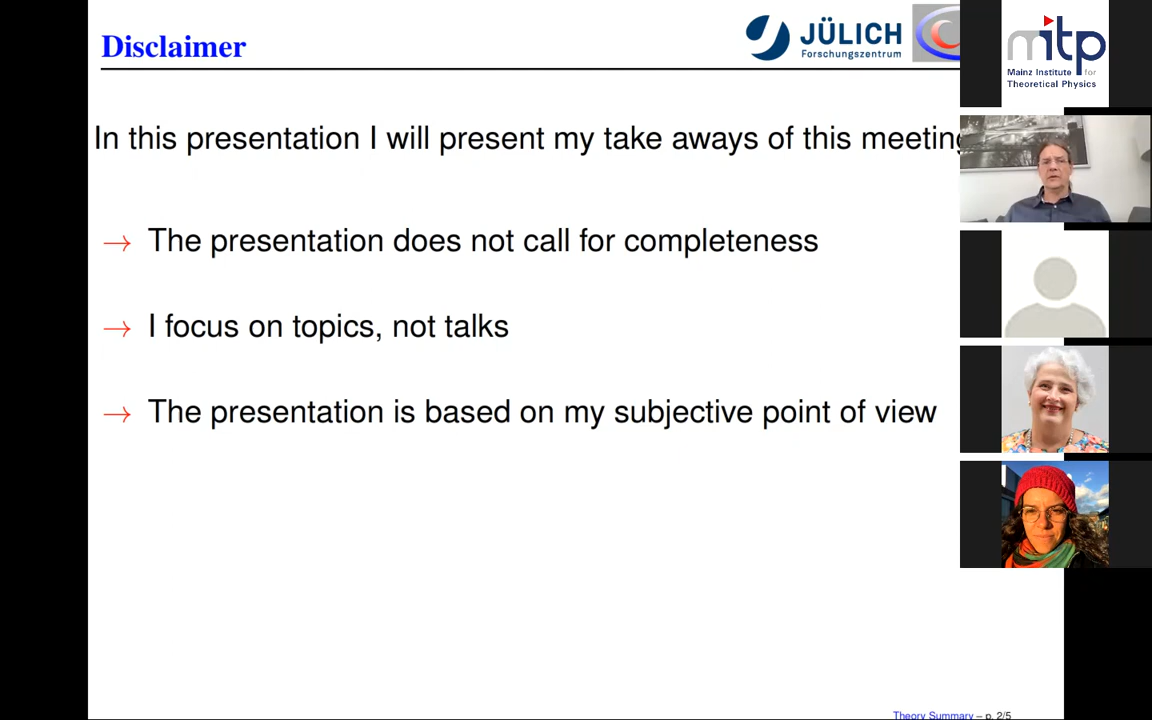 Disclaimer
JÜLICH
Forschungszentrum
mitp
Mainz Institute for
Theoretical Physics
In this presentation I will present my take aways of this meeting
→ The presentation does not call for completeness
→ I focus on topics, not talks
→ The presentation is based on my subjective point of view
Theory Summary – p. 2/5